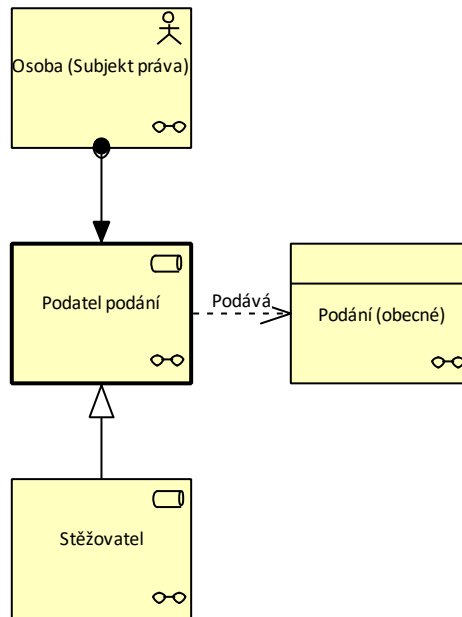 Osoba (Subjekt práva)
Podatel podání
Podává
Podání (obecné)
Stěžovatel